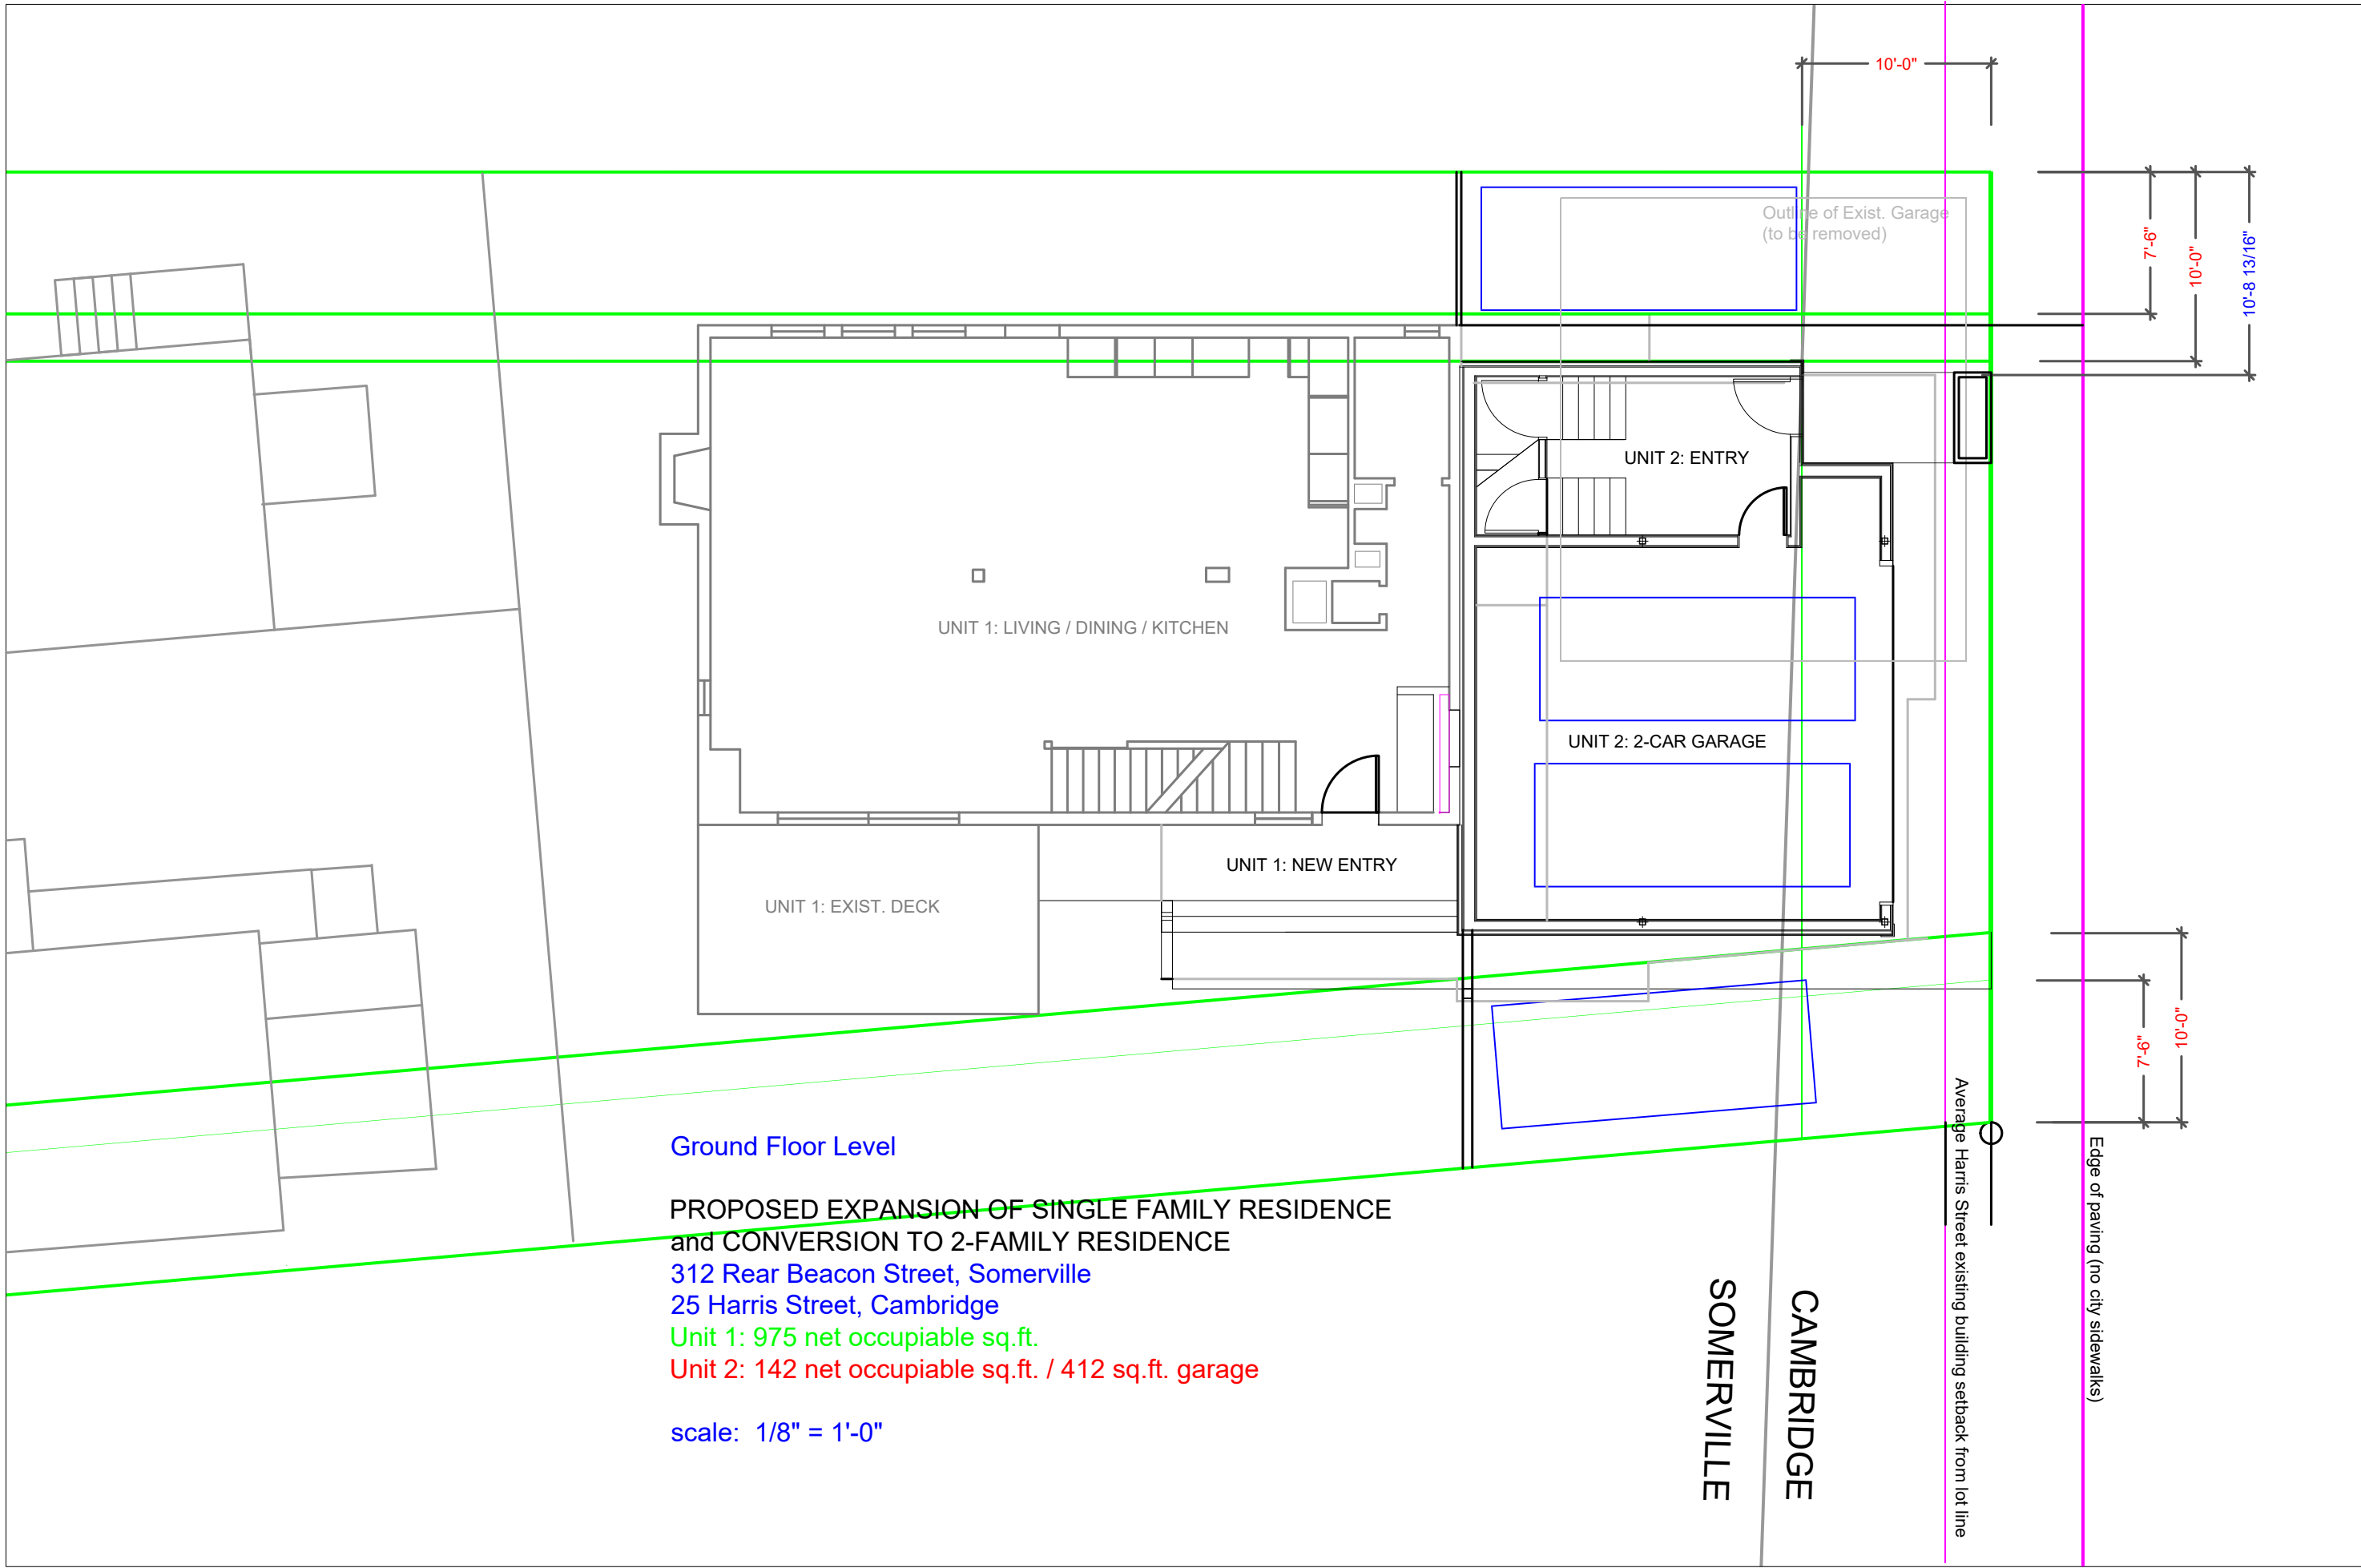 10'-0"
Outline of Exist. Garage
(to be removed)
7'-6"
10'-0"
10'-8 13/16"
UNIT 2: ENTRY
UNIT 1: LIVING / DINING / KITCHEN
UNIT 2: 2-CAR GARAGE
UNIT 1: NEW ENTRY
UNIT 1: EXIST. DECK
7'-6"
10'-0"
Average Harris Street existing building setback from lot line
Edge of paving (no city sidewalks)
Ground Floor Level
PROPOSED EXPANSION OF SINGLE FAMILY RESIDENCE
and CONVERSION TO 2-FAMILY RESIDENCE
312 Rear Beacon Street, Somerville
25 Harris Street, Cambridge
Unit 1: 975 net occupiable sq.ft.
Unit 2: 142 net occupiable sq.ft. / 412 sq.ft. garage
scale: 1/8" = 1'-0"
SOMERVILLE
CAMBRIDGE